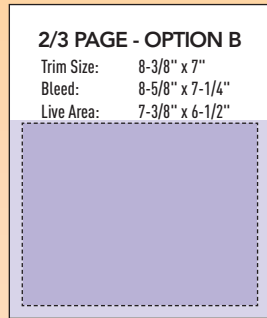 2/3 PAGE - OPTION B
Trim Size: 8-3/8" x 7"
Bleed: 8-5/8" x 7-1/4"
Live Area: 7-3/8" x 6-1/2"